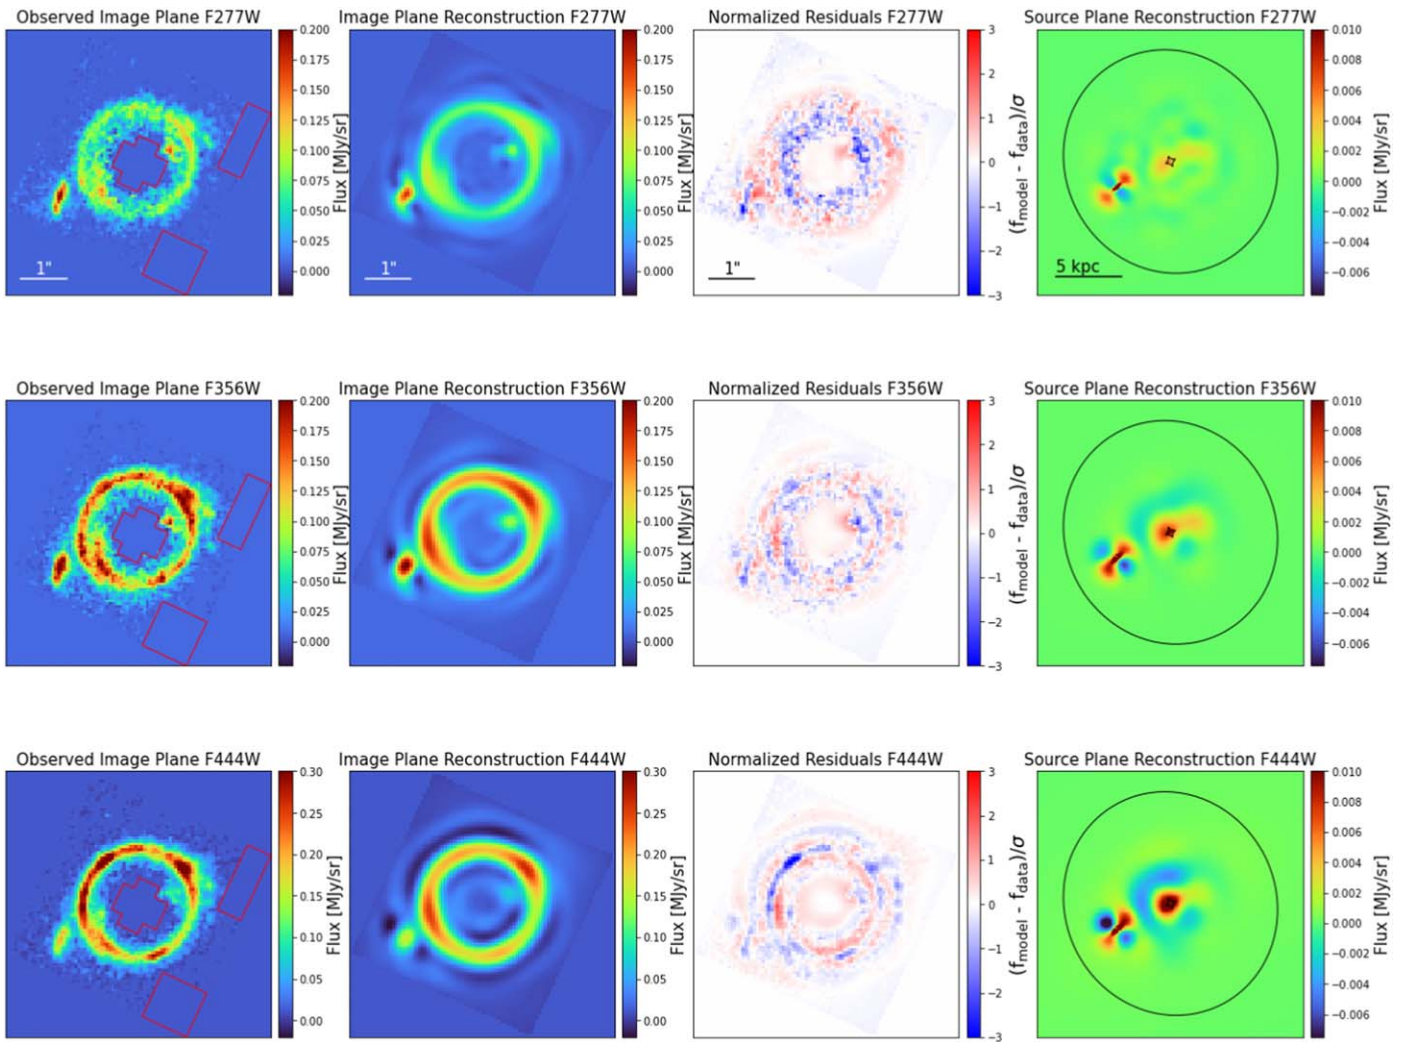 Observed Image Plane F277W Image Plane Reconstruction F277W Normalized Residuals F277W Source Plane Reconstruction F277W
0.200 0.200 3 0.010
0.175 0.175 2 0.008
0.150 0.150 0.006
0.125 0.125 1 0.004
0.100 0.100 0 0.002
0.075 0.075 0.000
0.050 0.050 −1 −0.002
0.025 0.025 −2 −0.004
0.000 0.000 −3 −0.006
Flux [MJy/sr] Flux [MJy/sr] (fmodel - fdata)/σ Flux [MJy/sr]
1" 1" 1" 5 kpc
Observed Image Plane F356W Image Plane Reconstruction F356W Normalized Residuals F356W Source Plane Reconstruction F356W
0.200 0.200 3 0.010
0.175 0.175 2 0.008
0.150 0.150 0.006
0.125 0.125 1 0.004
0.100 0.100 0 0.002
0.075 0.075 0.000
0.050 0.050 −1 −0.002
0.025 0.025 −2 −0.004
0.000 0.000 −3 −0.006
Flux [MJy/sr] Flux [MJy/sr] (fmodel - fdata)/σ Flux [MJy/sr]
Observed Image Plane F444W Image Plane Reconstruction F444W Normalized Residuals F444W Source Plane Reconstruction F444W
0.30 0.30 3 0.010
0.25 0.25 2 0.008
0.20 0.20 1 0.006
0.15 0.15 0 0.004
0.10 0.10 −1 0.002
0.05 0.05 −2 0.000
0.00 0.00 −3 −0.002
−0.004
−0.006
Flux [MJy/sr] Flux [MJy/sr] (fmodel - fdata)/σ Flux [MJy/sr]